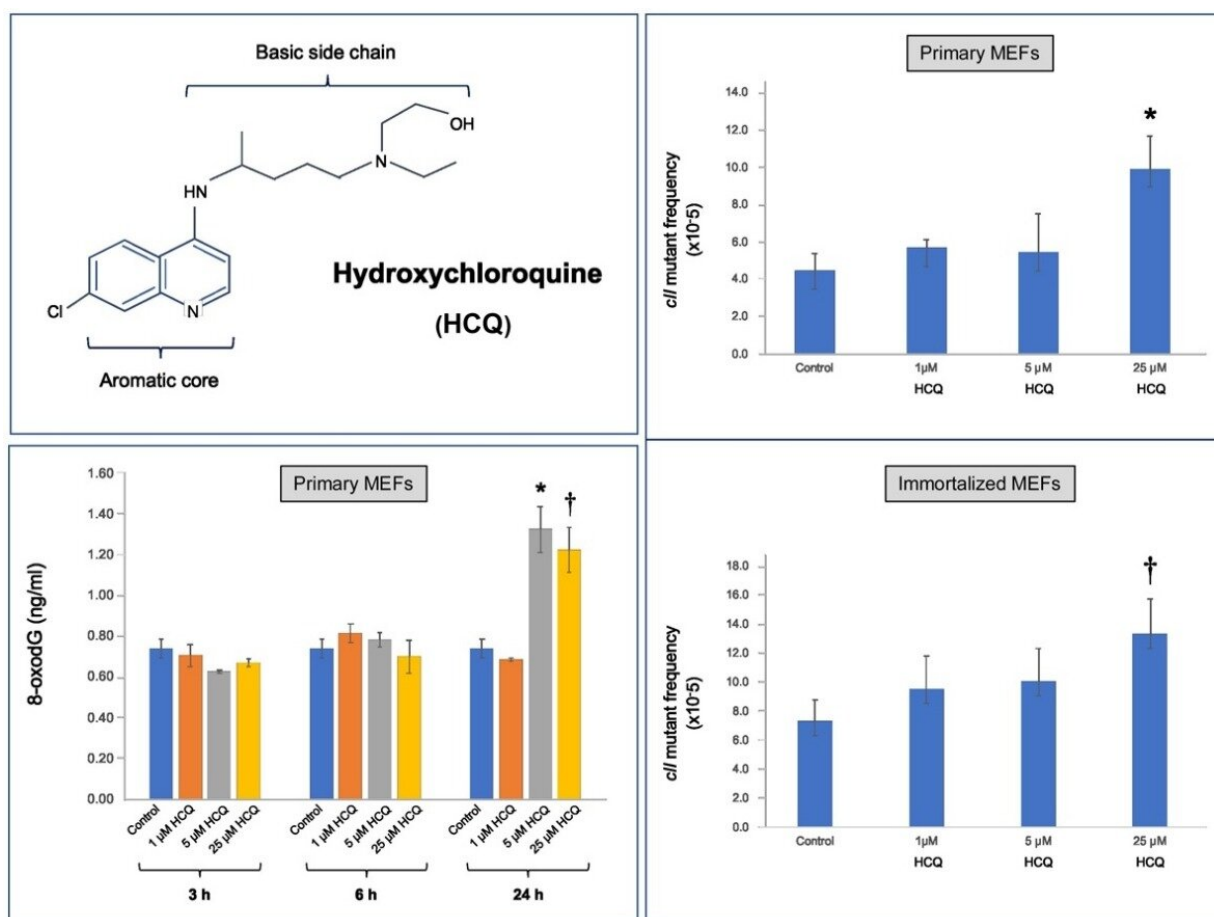 Basic side chain
OH
N
HN
Cl
N
Hydroxychloroquine
(HCQ)
Aromatic core
Primary MEFs
cII mutant frequency
(x10-5)
14.0
12.0
10.0
8.0
6.0
4.0
2.0
0.0
*
Control
1µM
HCQ
5 µM
HCQ
25 µM
HCQ
Primary MEFs
8-oxodG (ng/ml)
1.60
1.40
1.20
1.00
0.80
0.60
0.40
0.20
0.00
*
†
Control
1 µM HCQ
5 µM HCQ
25 µM HCQ
Control
1 µM HCQ
5 µM HCQ
25 µM HCQ
Control
1 µM HCQ
5 µM HCQ
25 µM HCQ
3 h
6 h
24 h
Immortalized MEFs
cII mutant frequency
(x10-5)
18.0
16.0
14.0
12.0
10.0
8.0
6.0
4.0
2.0
0.0
†
Control
1µM
HCQ
5 µM
HCQ
25 µM
HCQ